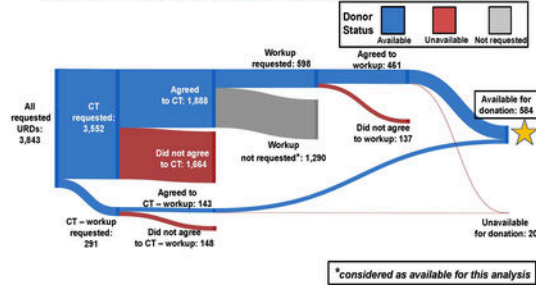 Donor
Status
Available
Unavailable
Not requested
Workup
requested: 598
Agreed to
workup: 461
All
requested
URDs:
3,843
CT
requested:
3,552
Agreed
to CT: 1,888
Available for
donation:
584
Did not agree
to CT: 1,664
Workup
not requested*: 1,290
Did not agree
to workup: 137
Agreed to
CT – workup: 143
CT – workup
requested:
291
Did not agree
to CT – workup: 148
Unavailable
for donation: 20
*considered as available for this analysis